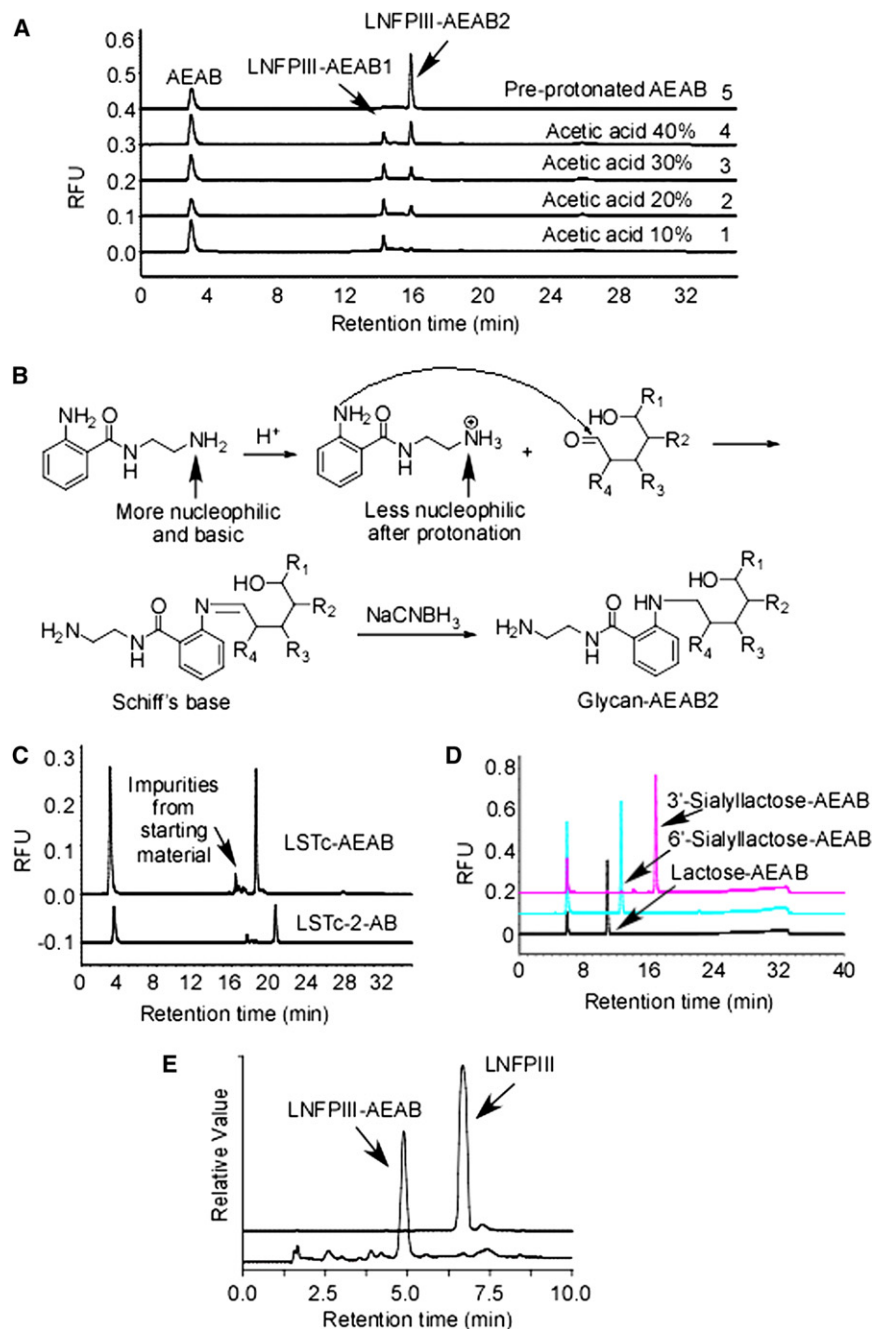 A
LNFPIII-AEAB2
0.6
LNFPIII-AEAB1
0.5
AEAB
Pre-protonated AEAB 5
0.4
Acetic acid 40% 4
0.3
Acetic acid 30% 3
RFU
0.2
Acetic acid 20% 2
0.1
Acetic acid 10% 1
0.0
0 4 8 12 16 20 24 28 32
Retention time (min)
B
NH2 O N H NH2
H+
NH2 O N H NH3 ⊕
+
HO R1 O R2 R4 R3
More nucleophilic
and basic
Less nucleophilic
after protonation
H2N N H O N HO R1 R2 R4 R3
NaCNBH3
H2N N H O HN HO R1 R2 R4 R3
Schiff's base
Glycan-AEAB2
C
0.3
Impurities
from
starting
material
0.2
RFU
LSTc-AEAB
0.1
0.0
LSTc-2-AB
-0.1
0 4 8 12 16 20 24 28 32
Retention time (min)
D
0.8
3'-Sialyllactose-AEAB
0.6
6'-Sialyllactose-AEAB
RFU
0.4
Lactose-AEAB
0.2
0
0 8 16 24 32 40
Retention time (min)
E
LNFPIII
LNFPIII-AEAB
Relative Value
0.0 2.5 5.0 7.5 10.0
Retention time (min)